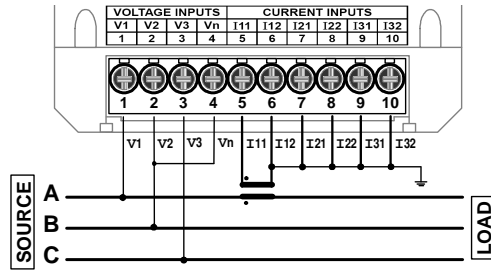 VOLTAGE INPUTS CURRENT INPUTS
V1 V2 V3 Vn I11 I12 I21 I22 I31 I32
1 2 3 4 5 6 7 8 9 10
1 2 3 4 5 6 7 8 9 10
V1 V2 V3 Vn I11 I12 I21 I22 I31 I32
SOURCE
A
B
C
LOAD